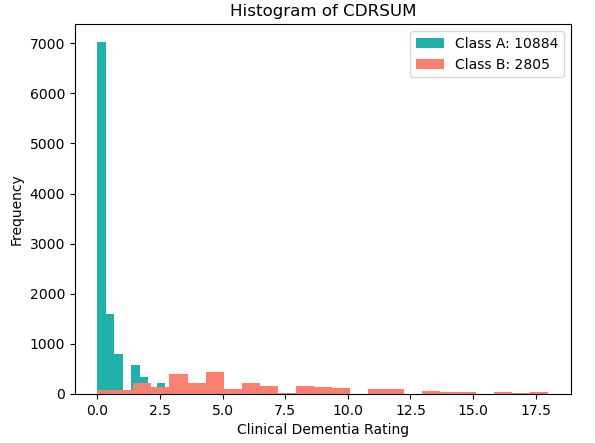 Histogram of CDRSUM
Class A: 10884
Class B: 2805
7000
6000
5000
4000
3000
2000
1000
0
Frequency
0.0 2.5 5.0 7.5 10.0 12.5 15.0 17.5
Clinical Dementia Rating